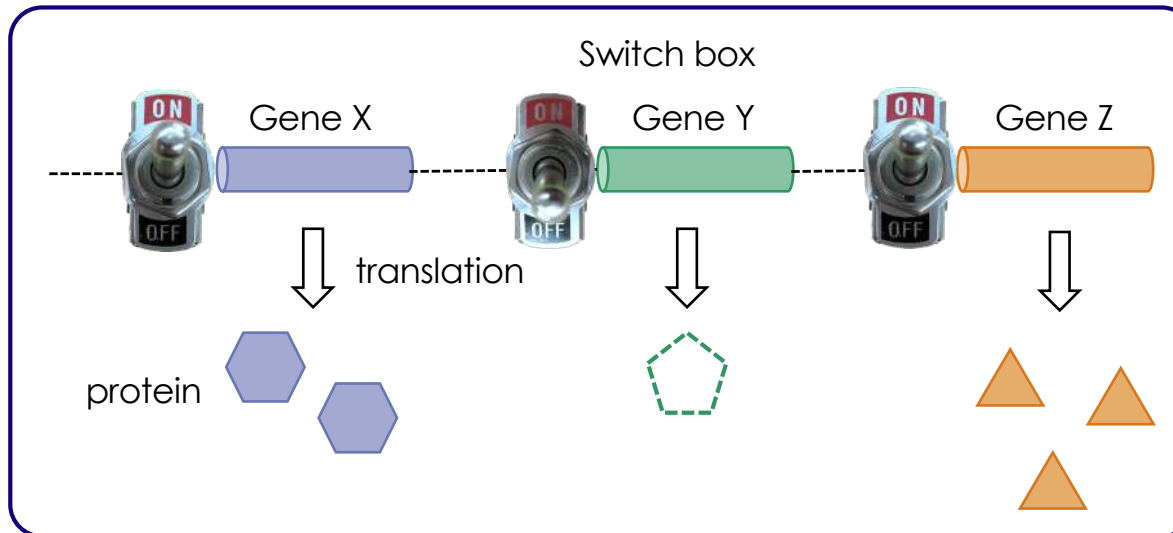 Switch box
ON
Gene X
ON
Gene Y
ON
Gene Z
OFF
OFF
OFF
translation
protein